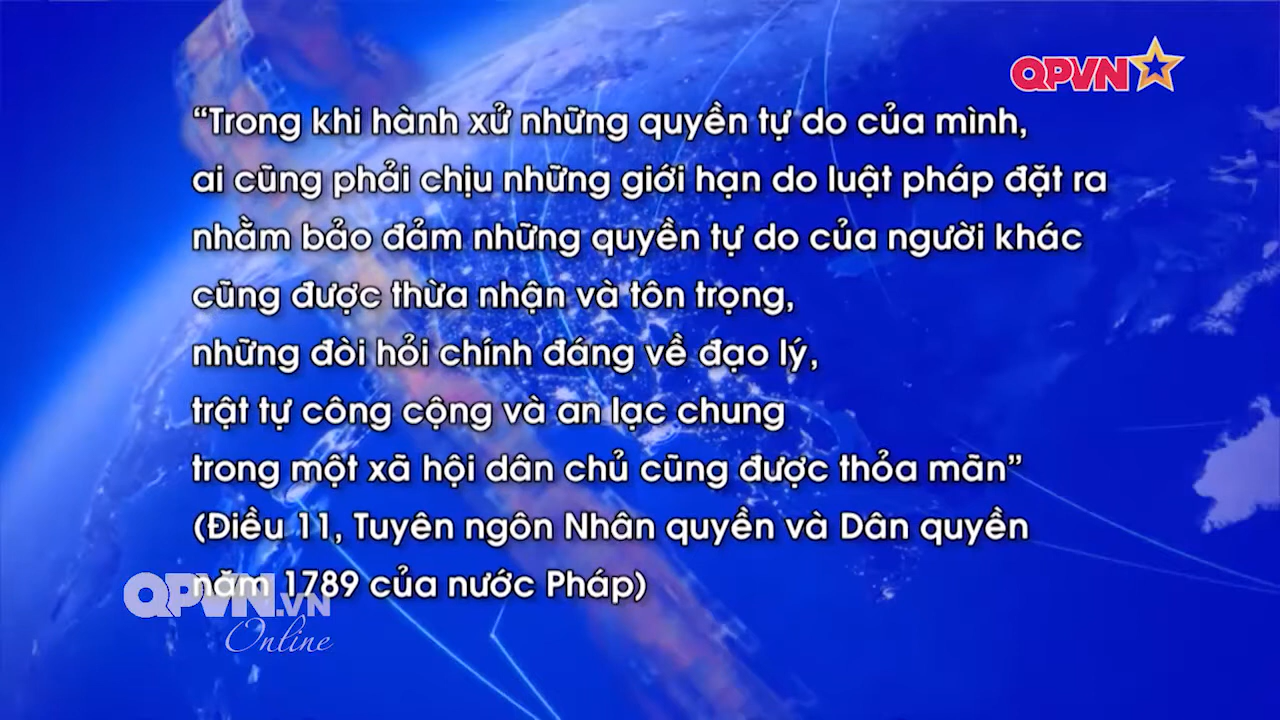 QPVN
“Trong khi hành xử những quyền tự do của mình,
ai cũng phải chịu những giới hạn do luật pháp đặt ra
nhằm bảo đảm những quyền tự do của người khác
cũng được thừa nhận và tôn trọng,
những đòi hỏi chính đáng về đạo lý,
trật tự công cộng và an lạc chung
trong một xã hội dân chủ cũng được thỏa mãn”
(Điều 11, Tuyên ngôn Nhân quyền và Dân quyền
năm 1789 của nước Pháp)
QPVN.VN
Online